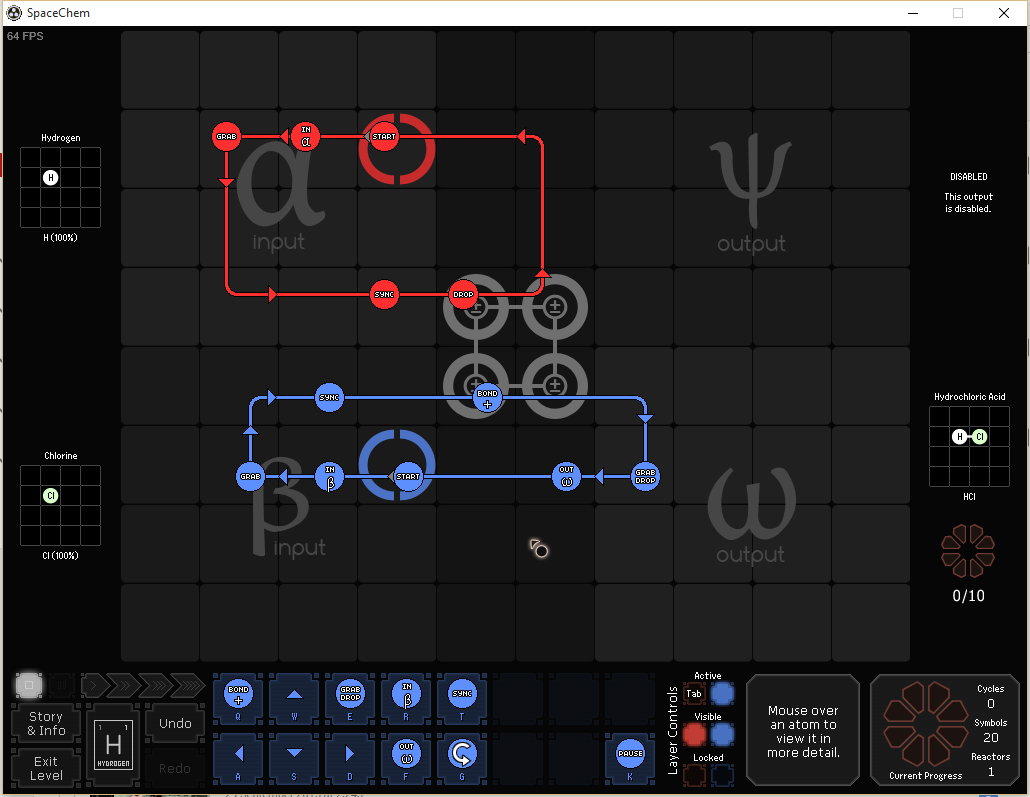 SpaceChem
64 FPS
Hydrogen
H
H (100%)
GRAB
IN
α
START
α
input
ψ
output
DISABLED
This output
is disabled.
SYNC
DROP
±
±
±
±
SYNC
BOND
+
GRAB
IN
β
START
OUT
ω
GRAB
DROP
β
input
ω
output
Chlorine
Cl
Cl (100%)
Hydrochloric Acid
H
Cl
HCl
0/10
Story
& Info
Exit
Level
1
H
HYDROGEN
Undo
Redo
BOND
+
Q
W
GRAB
DROP
E
IN
β
R
SYNC
T
A
S
D
OUT
ω
F
G
PAUSE
K
Layer Controls
Active
Tab
Visible
Locked
Mouse over
an atom to
view it in
more detail.
Cycles
0
Symbols
20
Reactors
1
Current Progress